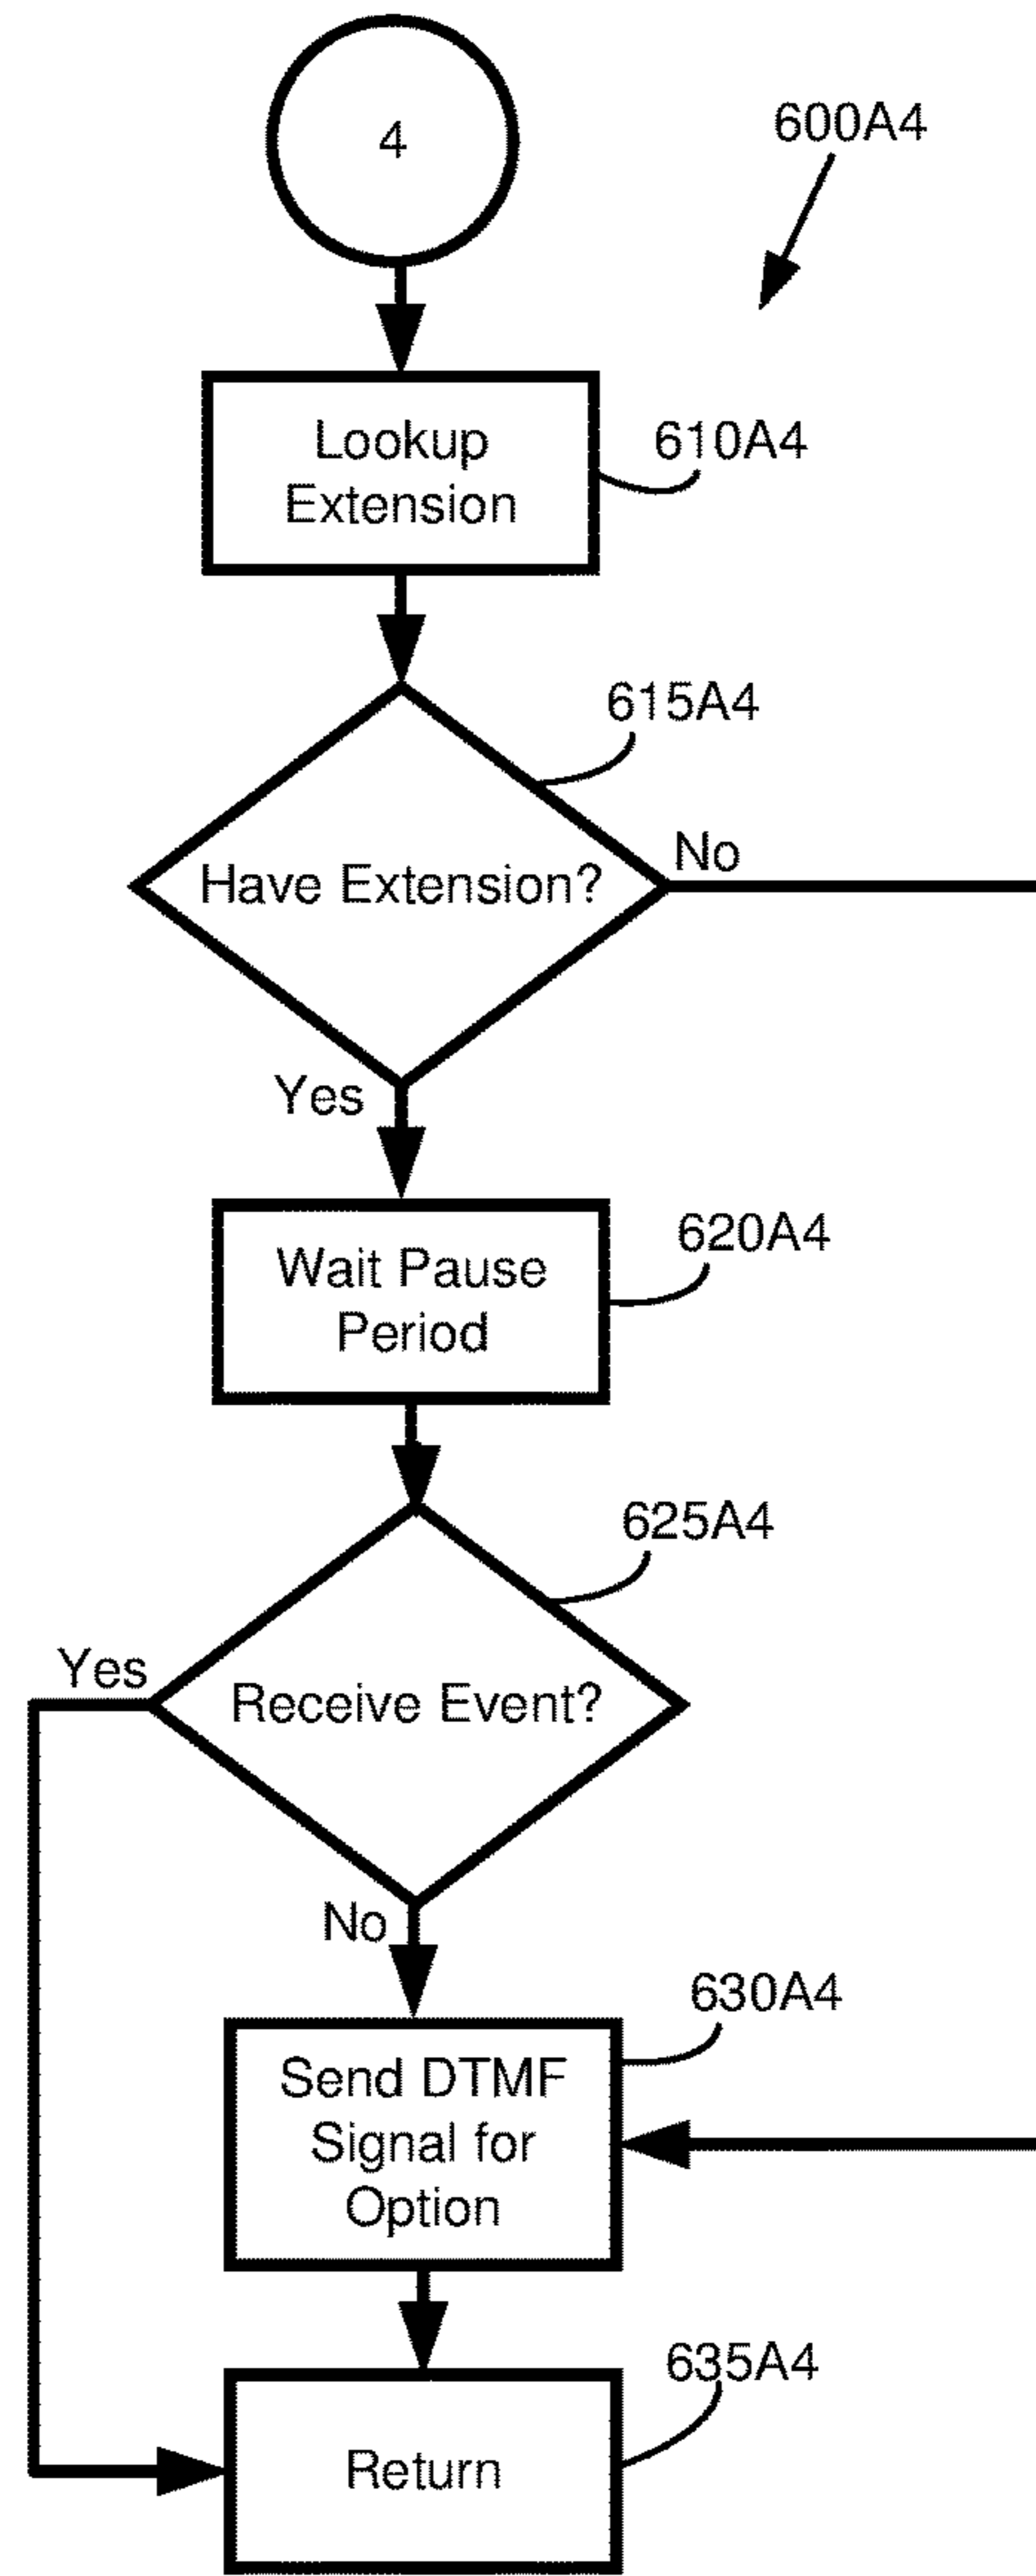 4
600A4
Lookup
Extension
610A4
615A4
Have Extension?
No
Yes
Wait Pause
Period
620A4
625A4
Yes
Receive Event?
No
630A4
Send DTMF
Signal for
Option
635A4
Return